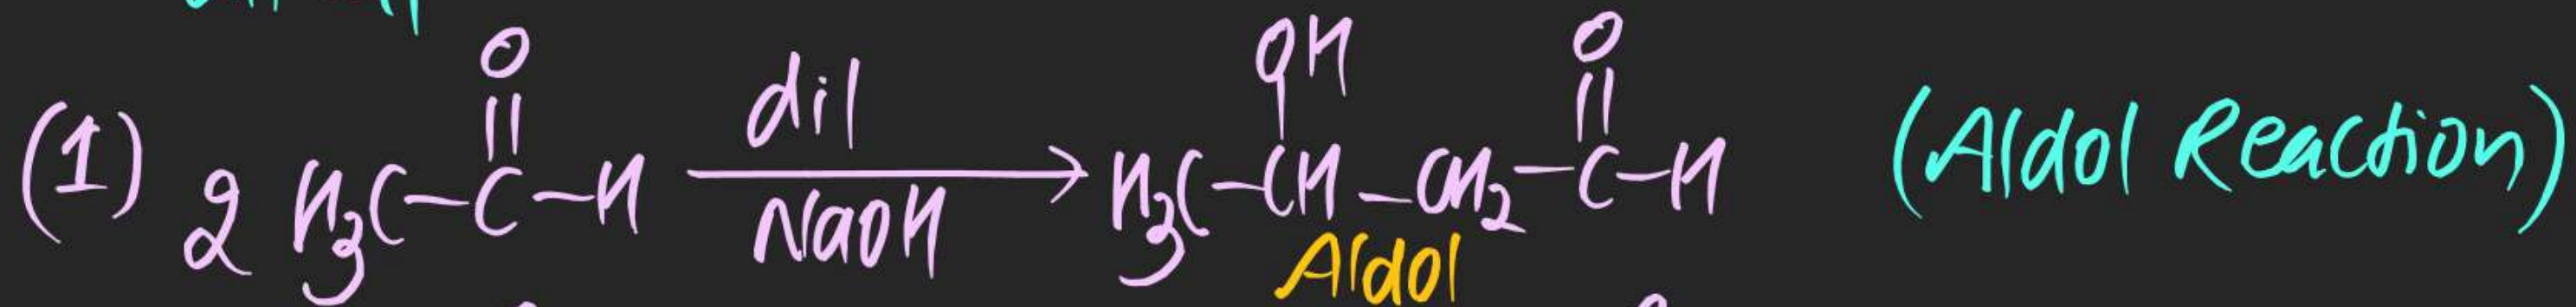 O OH O
(1) 2 H₃C-C-H dil NaOH → H₃C-CH-CH₂-C-H (Aldol Reaction)
Aldol